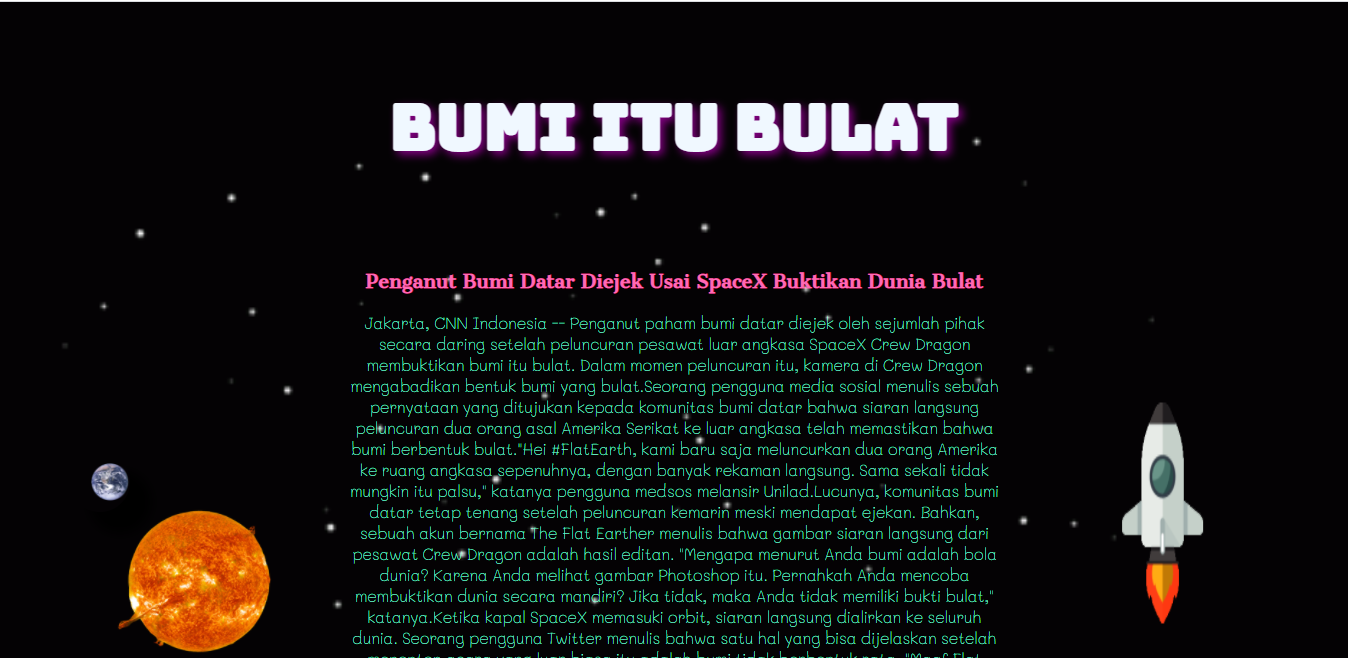 BUMI ITU BULAT
Penganut Bumi Datar Diejek Usai SpaceX Buktikan Dunia Bulat
Jakarta, CNN Indonesia -- Penganut paham bumi datar diejek oleh sejumlah pihak
secara daring setelah peluncuran pesawat luar angkasa SpaceX Crew Dragon
membuktikan bumi itu bulat. Dalam momen peluncuran itu, kamera di Crew Dragon
mengabadikan bentuk bumi yang bulat.Seorang pengguna media sosial menulis sebuah
pernyataan yang ditujukan kepada komunitas bumi datar bahwa siaran langsung
peluncuran dua orang asal Amerika Serikat ke luar angkasa telah memastikan bahwa
bumi berbentuk bulat."Hei #FlatEarth, kami baru saja meluncurkan dua orang Amerika
ke ruang angkasa sepenuhnya, dengan banyak rekaman langsung. Sama sekali tidak
mungkin itu palsu," katanya pengguna medsos melansir Unilad.Lucunya, komunitas bumi
datar tetap tenang setelah peluncuran kemarin meski mendapat ejekan. Bahkan,
sebuah akun bernama The Flat Earther menulis bahwa gambar siaran langsung dari
pesawat Crew Dragon adalah hasil editan. "Mengapa menurut Anda bumi adalah bola
dunia? Karena Anda melihat gambar Photoshop itu. Pernahkah Anda mencoba
membuktikan dunia secara mandiri? Jika tidak, maka Anda tidak memiliki bukti bulat,"
katanya.Ketika kapal SpaceX memasuki orbit, siaran langsung dialirkan ke seluruh
dunia. Seorang pengguna Twitter menulis bahwa satu hal yang bisa dijelaskan setelah